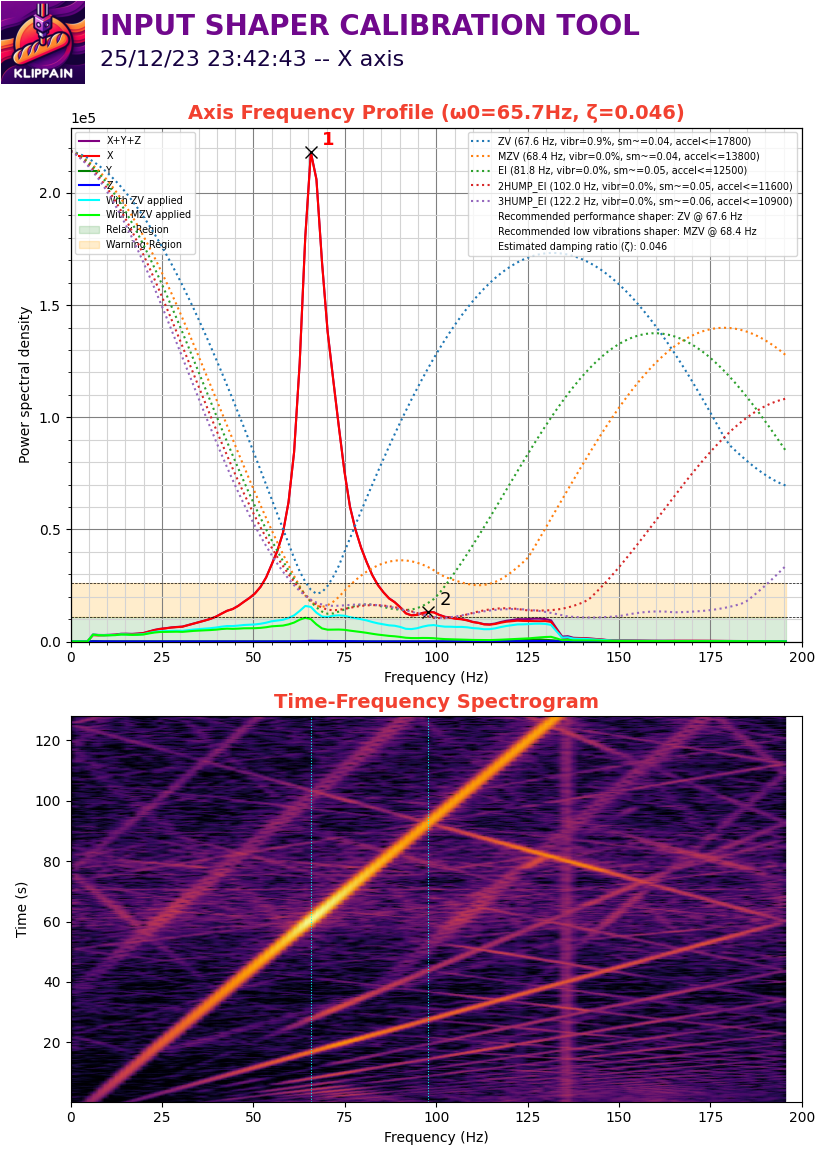 INPUT SHAPER CALIBRATION TOOL
25/12/23 23:42:43 -- X axis
KLIPPAIN
Axis Frequency Profile (ω0=65.7Hz, ζ=0.046)
1e5
X+Y+Z
X
Y
Z
With ZV applied
With MZV applied
Relax Region
Warning Region
1
ZV (67.6 Hz, vibr=0.9%, sm~=0.04, accel<=17800)
MZV (68.4 Hz, vibr=0.0%, sm~=0.04, accel<=13800)
EI (81.8 Hz, vibr=0.0%, sm~=0.05, accel<=12500)
2HUMP_EI (102.0 Hz, vibr=0.0%, sm~=0.05, accel<=11600)
3HUMP_EI (122.2 Hz, vibr=0.0%, sm~=0.06, accel<=10900)
Recommended performance shaper: ZV @ 67.6 Hz
Recommended low vibrations shaper: MZV @ 68.4 Hz
Estimated damping ratio (ζ): 0.046
2.0
1.5
1.0
0.5
0.0
Power spectral density
2
0 25 50 75 100 125 150 175 200
Frequency (Hz)
Time-Frequency Spectrogram
120
100
80
60
40
20
Time (s)
0 25 50 75 100 125 150 175 200
Frequency (Hz)